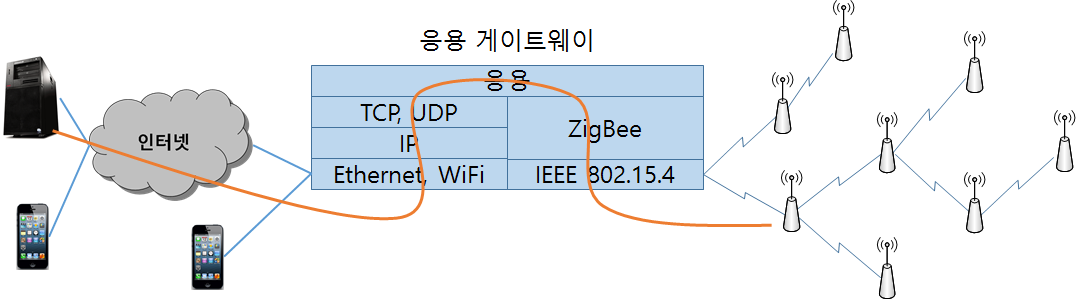 응용 게이트웨이
응용
TCP, UDP
ZigBee
IP
인터넷
Ethernet, WiFi
IEEE 802.15.4